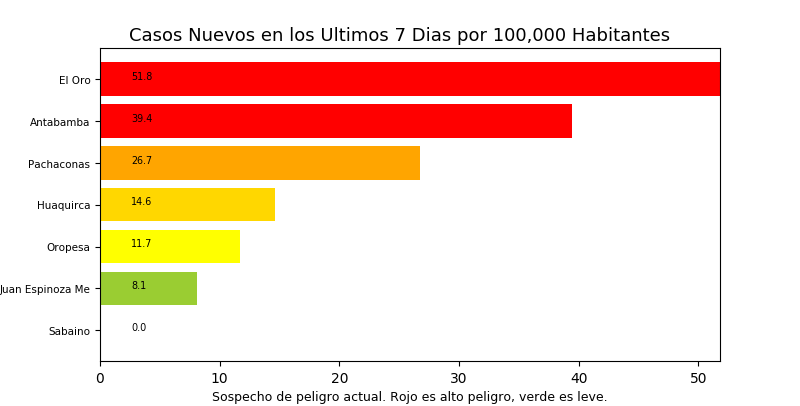 Casos Nuevos en los Ultimos 7 Dias por 100,000 Habitantes
El Oro 51.8
Antabamba 39.4
Pachaconas 26.7
Huaquirca 14.6
Oropesa 11.7
Juan Espinoza Me 8.1
Sabaino 0.0
0 10 20 30 40 50
Sospecho de peligro actual. Rojo es alto peligro, verde es leve.